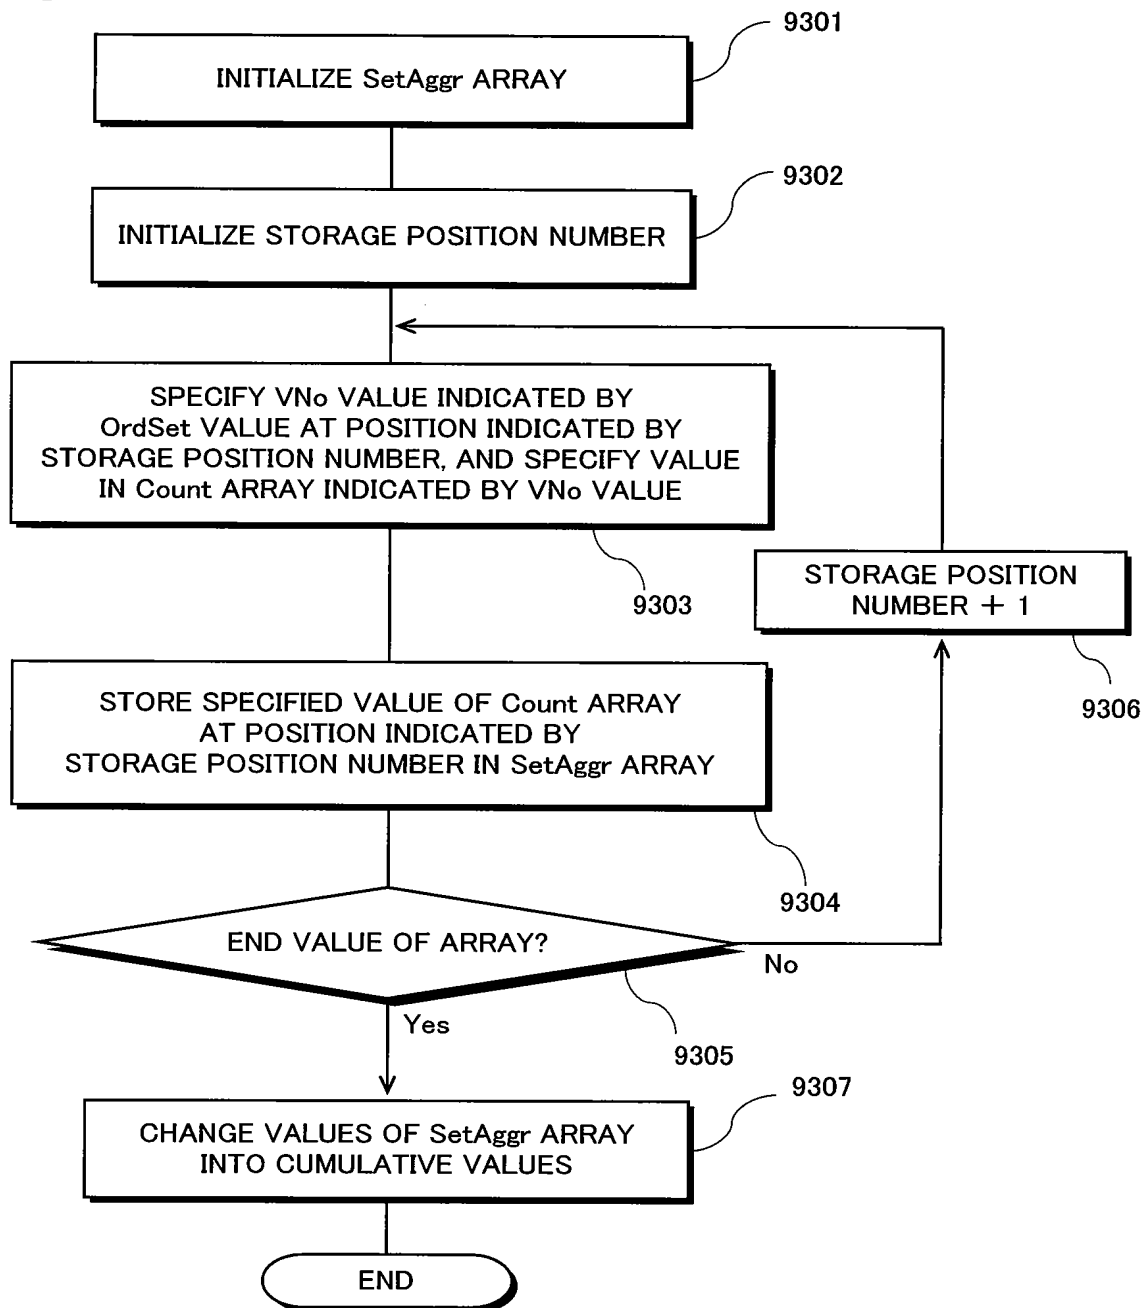 9301
INITIALIZE SetAggr ARRAY
9302
INITIALIZE STORAGE POSITION NUMBER
SPECIFY VNo VALUE INDICATED BY
OrdSet VALUE AT POSITION INDICATED BY
STORAGE POSITION NUMBER, AND SPECIFY VALUE
IN Count ARRAY INDICATED BY VNo VALUE
9303
STORAGE POSITION
NUMBER + 1
9306
STORE SPECIFIED VALUE OF Count ARRAY
AT POSITION INDICATED BY
STORAGE POSITION NUMBER IN SetAggr ARRAY
9304
END VALUE OF ARRAY?
No
Yes
9305
9307
CHANGE VALUES OF SetAggr ARRAY
INTO CUMULATIVE VALUES
END